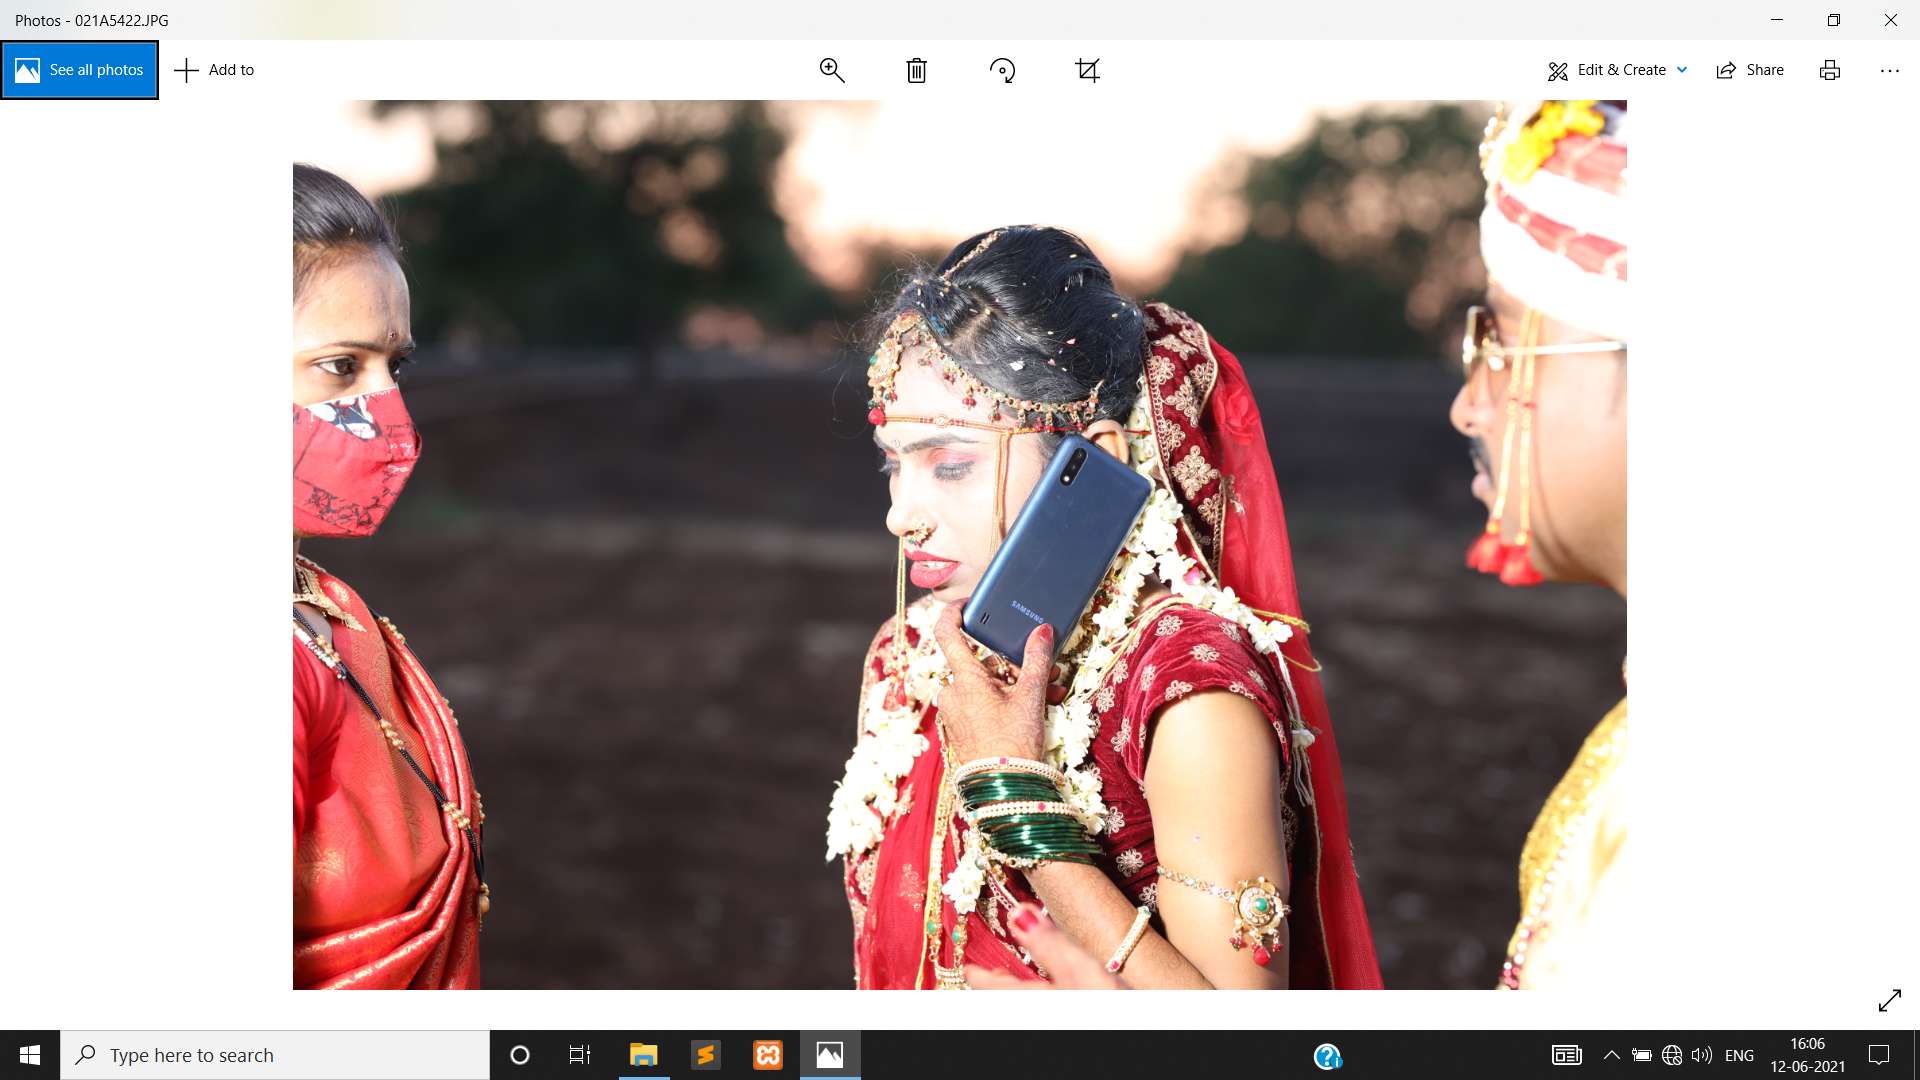 Photos - 021A5422.JPG
See all photos
Add to
Edit & Create
Share
SAMSUNG
Type here to search
ENG
16:06
12-06-2021